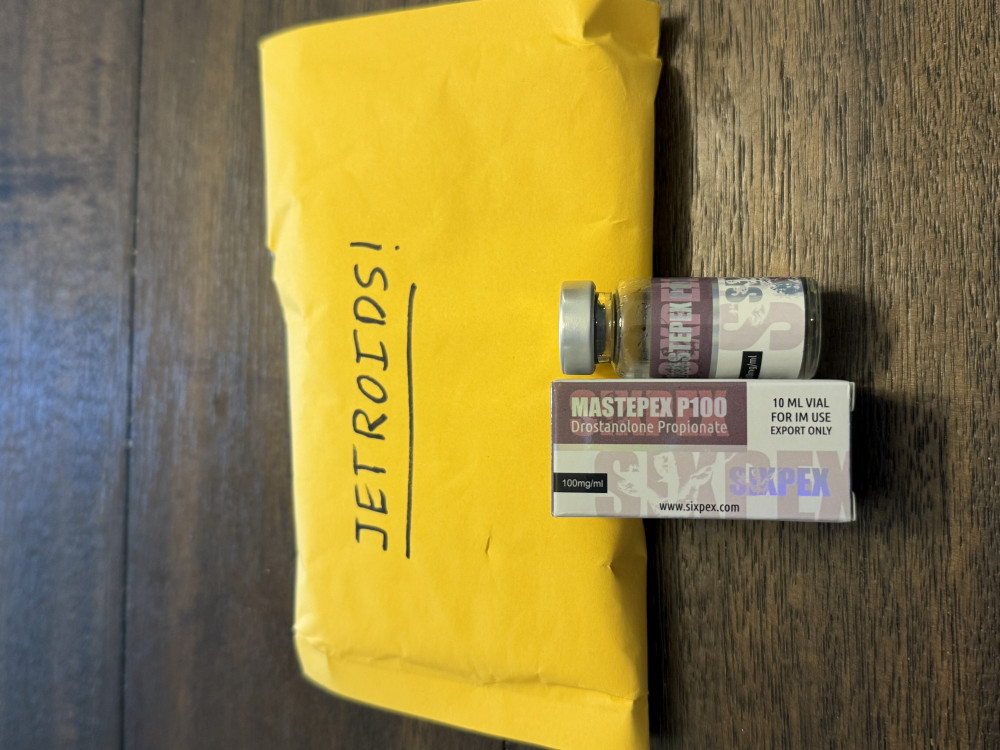 JETROIDS!
MASTEPEX P100
Drostanolone Propionate
10 ML VIAL
FOR IM USE
EXPORT ONLY
100mg/ml
SIXPEX
www.sixpex.com